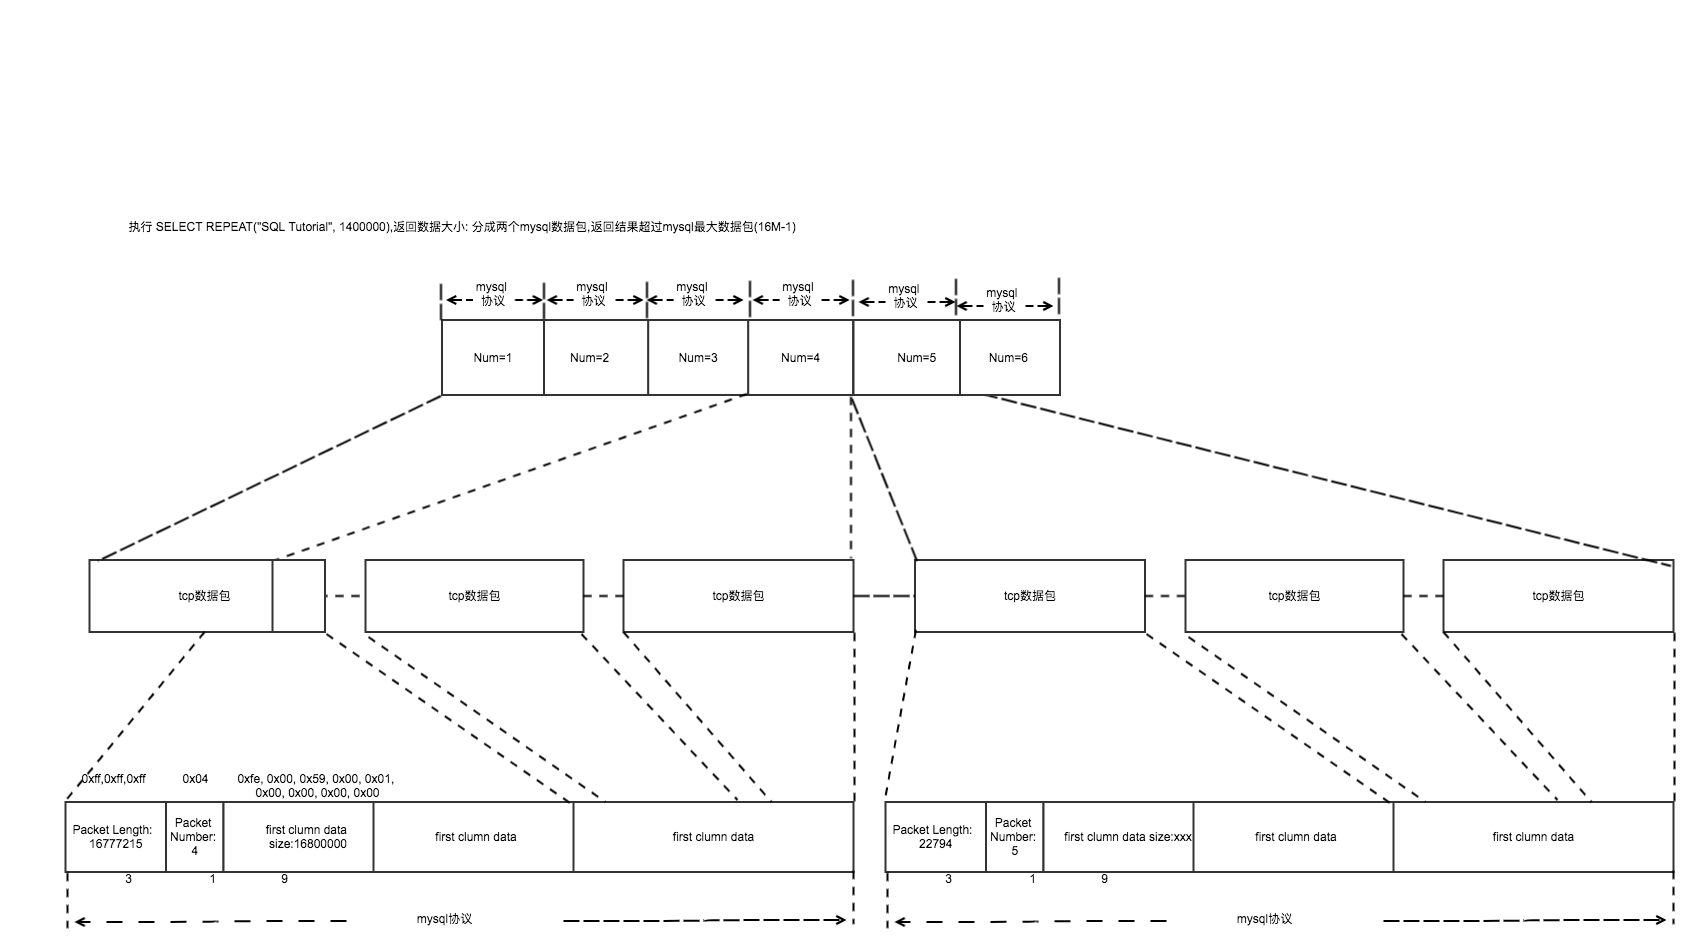 执行 SELECT REPEAT("SQL Tutorial", 1400000),返回数据大小: 分成两个mysql数据包,返回结果超过mysql最大数据包(16M-1)
mysql
协议
mysql
协议
mysql
协议
mysql
协议
mysql
协议
mysql
协议
Num=1
Num=2
Num=3
Num=4
Num=5
Num=6
tcp数据包
tcp数据包
tcp数据包
tcp数据包
tcp数据包
tcp数据包
0xff,0xff,0xff
0x04
0xfe, 0x00, 0x59, 0x00, 0x01,
0x00, 0x00, 0x00, 0x00
Packet Length:
16777215
Packet
Number:
4
first clumn data
size:16800000
first clumn data
first clumn data
Packet Length:
22794
Packet
Number:
5
first clumn data size:xxx
first clumn data
first clumn data
3
1
9
3
1
9
mysql协议
mysql协议